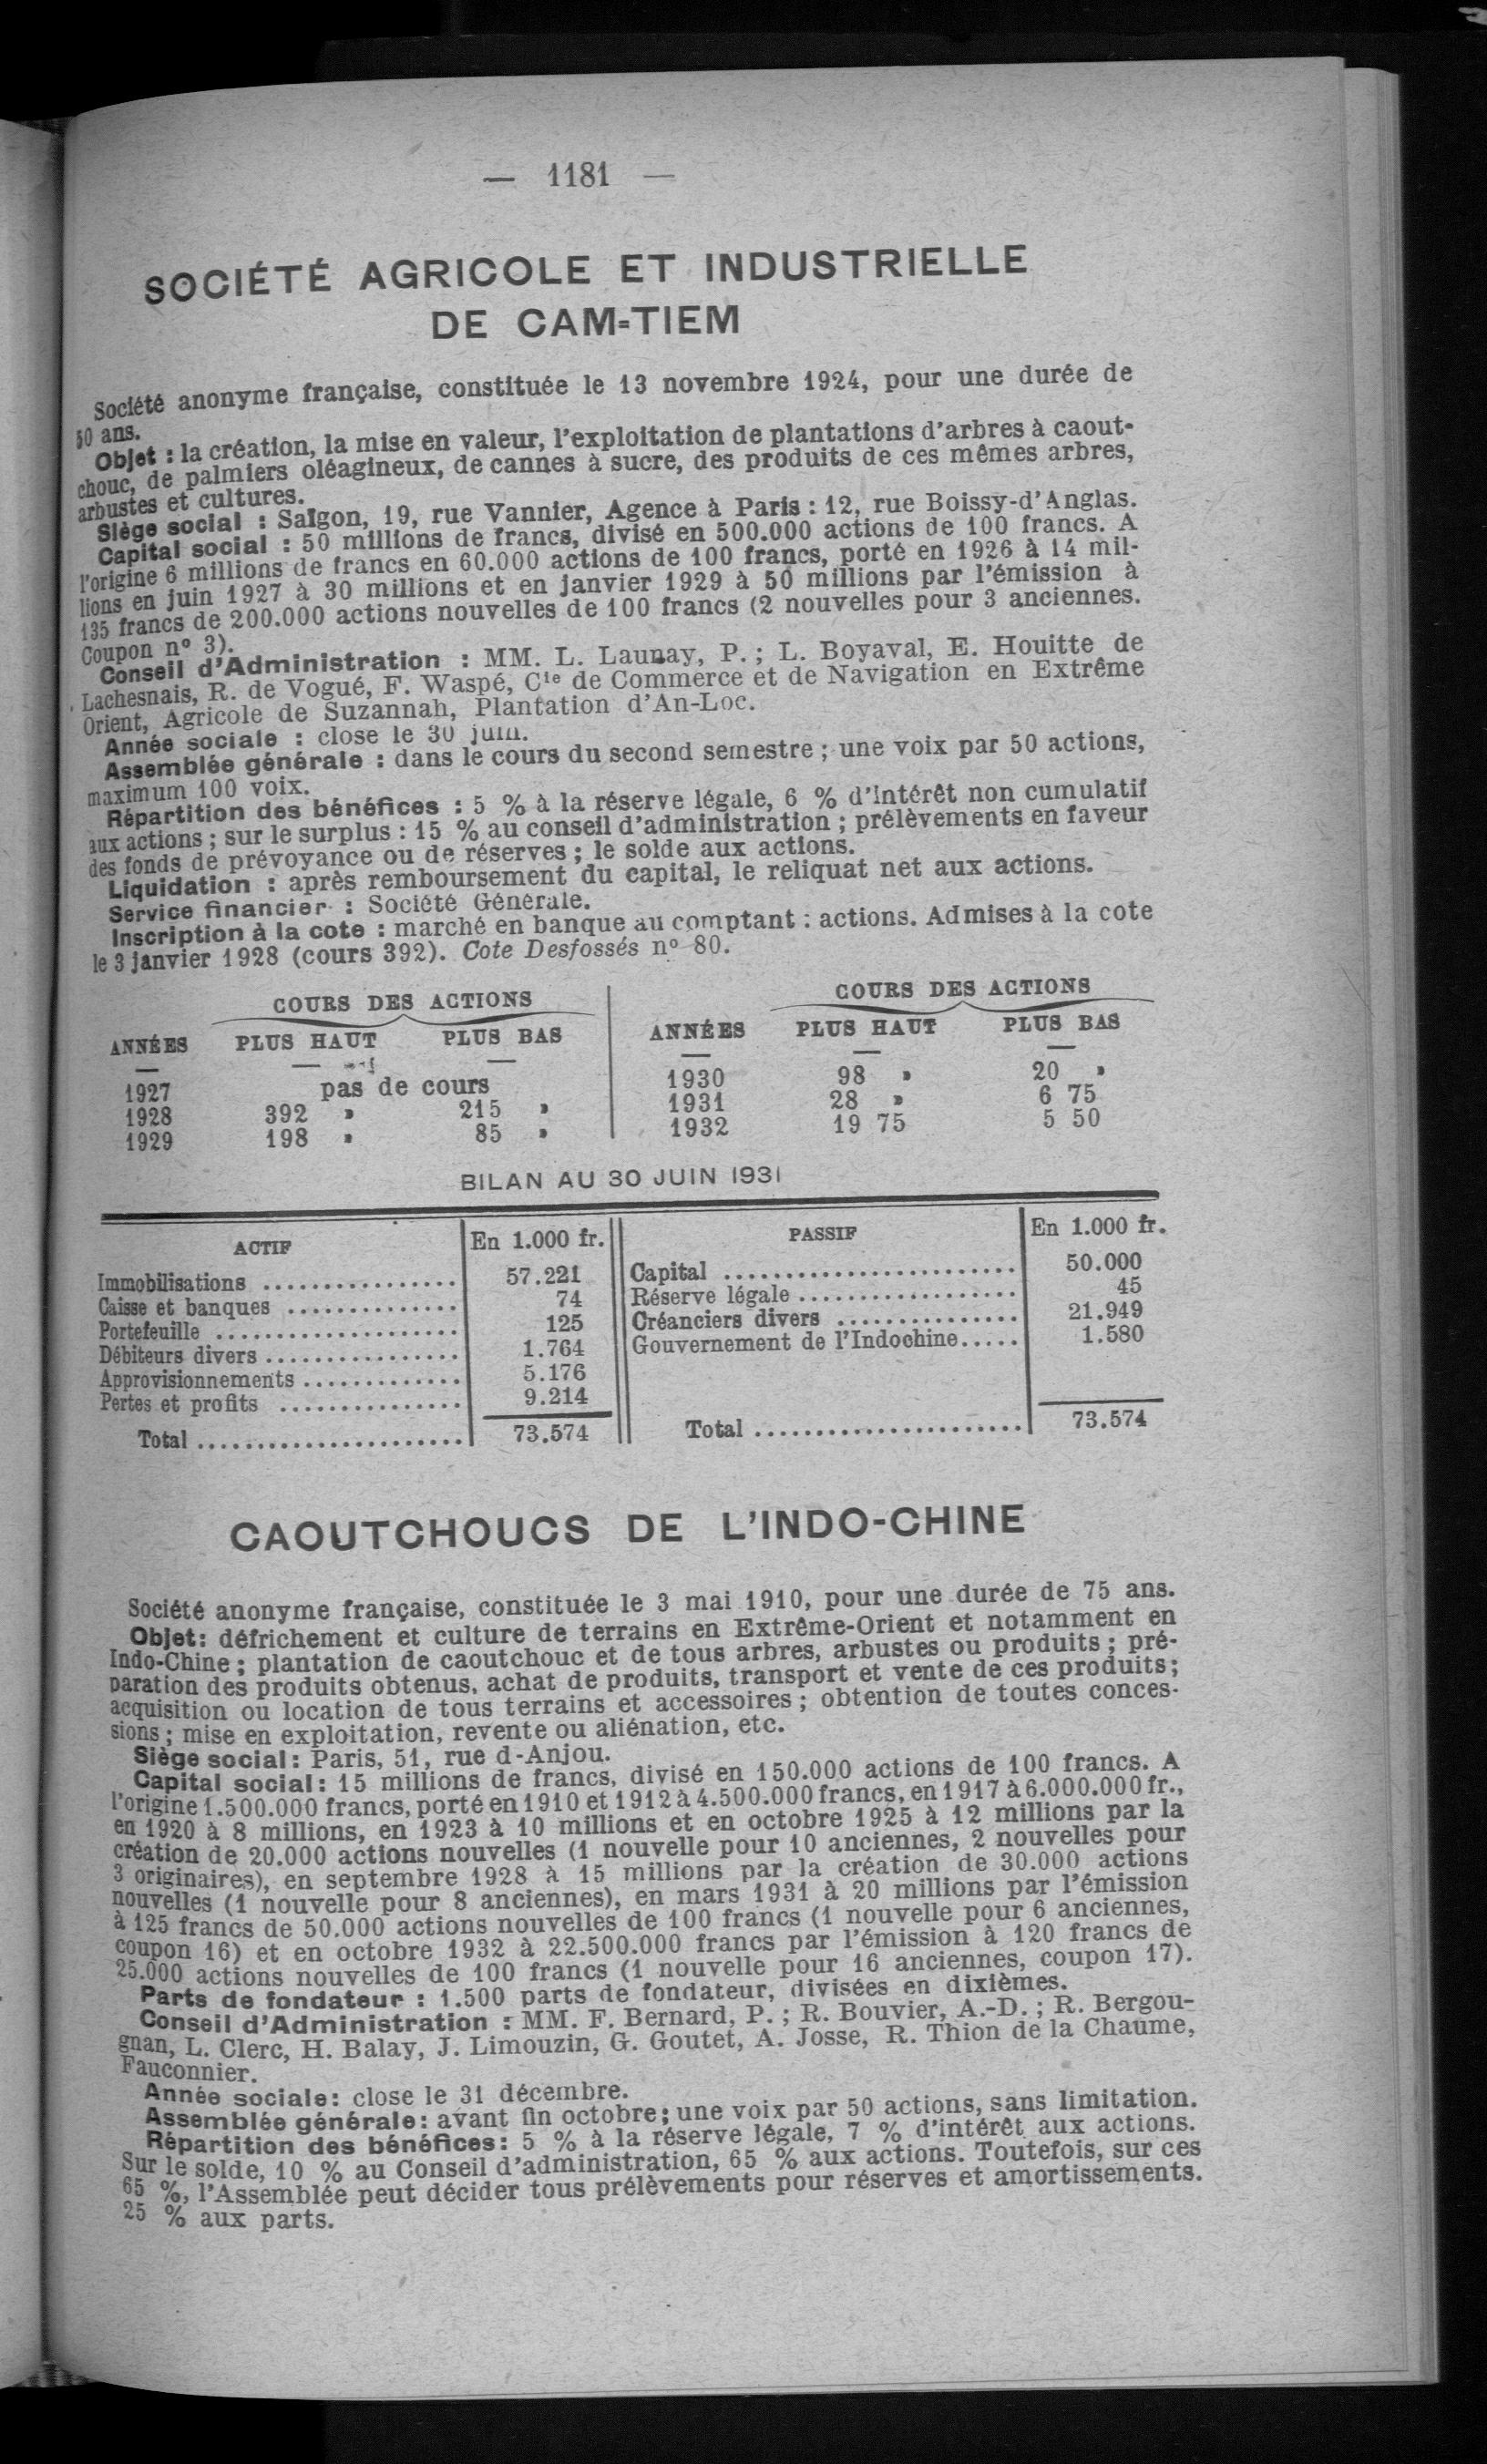 — 1181 —
SOCIÉTÉ AGRICOLE ET INDUSTRIELLE
DE CAM-TIEM
Société anonyme française, constituée le 13 novembre 1924, pour une durée de
50 ans.
Objet : la création, la mise en valeur, l'exploitation de plantations d'arbres à caout-
chouc, de palmiers oléagineux, de cannes à sucre, des produits de ces mêmes arbres,
arbustes et cultures.
Siège social : Saïgon, 19, rue Vannier, Agence à Paris : 12, rue Boissy-d'Anglas.
Capital social : 50 millions de francs, divisé en 500.000 actions de 100 francs. A
l'origine 6 millions de francs en 60.000 actions de 100 francs, porté en 1926 à 14 mil-
lions en juin 1927 à 30 millions et en janvier 1929 à 50 millions par l'émission à
135 francs de 200.000 actions nouvelles de 100 francs (2 nouvelles pour 3 anciennes.
Coupon nº 3).
Conseil d'Administration : MM. L. Launay, P. ; L. Boyaval, E. Houitte de
Lachesnais, R. de Vogué, F. Waspé, Cie de Commerce et de Navigation en Extrême
Orient, Agricole de Suzannah, Plantation d'An-Loc.
Année sociale : close le 30 juin.
Assemblée générale : dans le cours du second semestre ; une voix par 50 actions,
maximum 100 voix.
Répartition des bénéfices : 5 % à la réserve légale, 6 % d'intérêt non cumulatif
aux actions ; sur le surplus : 15 % au conseil d'administration ; prélèvements en faveur
des fonds de prévoyance ou de réserves ; le solde aux actions.
Liquidation : après remboursement du capital, le reliquat net aux actions.
Service financier : Société Générale.
Inscription à la cote : marché en banque au comptant : actions. Admises à la cote
le 3 janvier 1928 (cours 392). Cote Desfossés nº 80.
COURS DES ACTIONS COURS DES ACTIONS
ANNÉES PLUS HAUT PLUS BAS ANNÉES PLUS HAUT PLUS BAS
1927 pas de cours 1930 98 » 20 »
1928 392 » 215 » 1931 28 » 6 75
1929 198 » 85 » 1932 19 75 5 50
BILAN AU 30 JUIN 1931
ACTIF En 1.000 fr. PASSIF En 1.000 fr.
Immobilisations ................ 57.221 Capital ........................ 50.000
Caisse et banques .............. 74 Réserve légale .................. 45
Portefeuille .................... 125 Créanciers divers ............... 21.949
Débiteurs divers ................ 1.764 Gouvernement de l'Indochine..... 1.580
Approvisionnements ............. 5.176
Pertes et profits ............... 9.214
Total ...................... 73.574 Total ...................... 73.574
CAOUTCHOUCS DE L'INDO-CHINE
Société anonyme française, constituée le 3 mai 1910, pour une durée de 75 ans.
Objet: défrichement et culture de terrains en Extrême-Orient et notamment en
Indo-Chine ; plantation de caoutchouc et de tous arbres, arbustes ou produits ; pré-
paration des produits obtenus, achat de produits, transport et vente de ces produits ;
acquisition ou location de tous terrains et accessoires ; obtention de toutes conces-
sions ; mise en exploitation, revente ou aliénation, etc.
Siège social : Paris, 51, rue d-Anjou.
Capital social : 15 millions de francs, divisé en 150.000 actions de 100 francs. A
l'origine 1.500.000 francs, porté en 1910 et 1912 à 4.500.000 francs, en 1917 à 6.000.000 fr.,
en 1920 à 8 millions, en 1923 à 10 millions et en octobre 1925 à 12 millions par la
création de 20.000 actions nouvelles (1 nouvelle pour 10 anciennes, 2 nouvelles pour
3 originaires), en septembre 1928 à 15 millions par la création de 30.000 actions
nouvelles (1 nouvelle pour 8 anciennes), en mars 1931 à 20 millions par l'émission
à 125 francs de 50.000 actions nouvelles de 100 francs (1 nouvelle pour 6 anciennes,
coupon 16) et en octobre 1932 à 22.500.000 francs par l'émission à 120 francs de
25.000 actions nouvelles de 100 francs (1 nouvelle pour 16 anciennes, coupon 17).
Parts de fondateur : 1.500 parts de fondateur, divisées en dixièmes.
Conseil d'Administration : MM. F. Bernard, P. ; R. Bouvier, A.-D. ; R. Bergou-
gnan, L. Clerc, H. Balay, J. Limouzin, G. Goutet, A. Josse, R. Thion de la Chaume,
Fauconnier.
Année sociale: close le 31 décembre.
Assemblée générale: avant fin octobre ; une voix par 50 actions, sans limitation.
Répartition des bénéfices: 5 % à la réserve légale, 7 % d'intérêt aux actions.
Sur le solde, 10 % au Conseil d'administration, 65 % aux actions. Toutefois, sur ces
65 %, l'Assemblée peut décider tous prélèvements pour réserves et amortissements.
25 % aux parts.